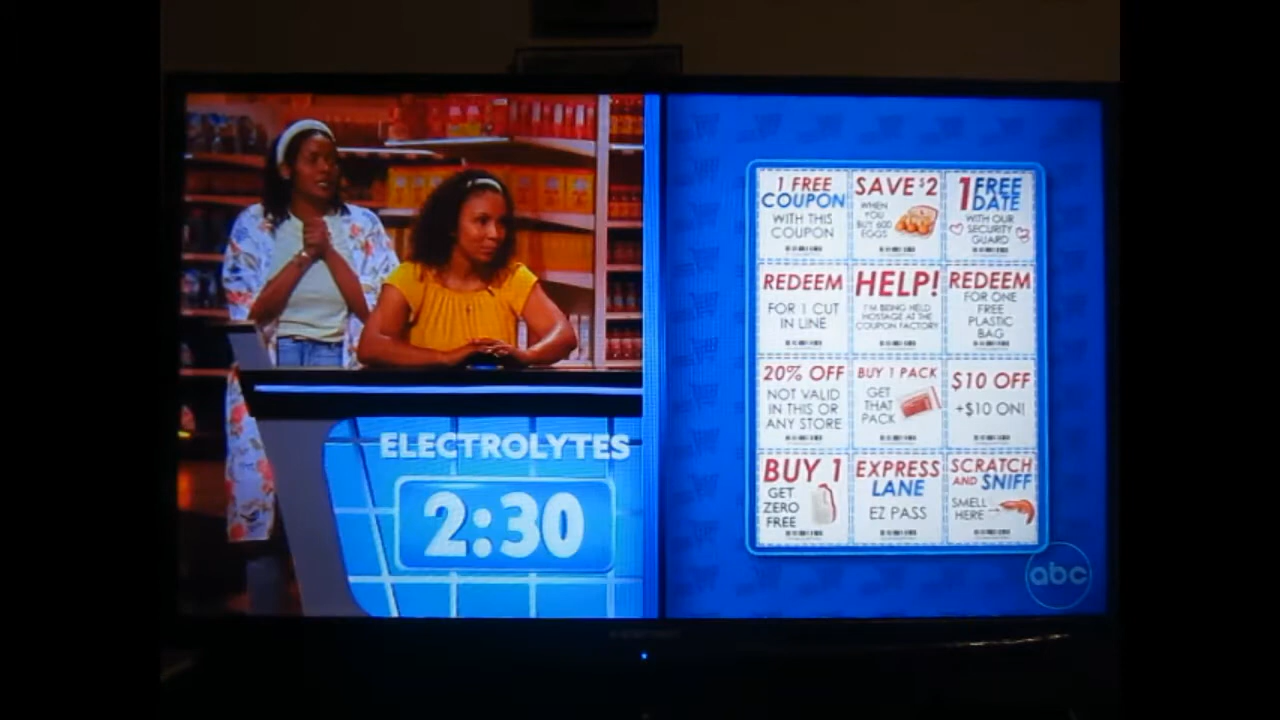 ELECTROLYTES
2:30
1 FREE
COUPON
WITH THIS
COUPON
SAVE $2
WHEN
YOU
BUY 600
EGGS
1 FREE
DATE
WITH OUR
SECURITY
GUARD
REDEEM
FOR 1 CUT
IN LINE
HELP!
I'M BEING HELD
HOSTAGE AT THE
COUPON FACTORY
REDEEM
FOR ONE
FREE
PLASTIC
BAG
20% OFF
NOT VALID
IN THIS OR
ANY STORE
BUY 1 PACK
GET
THAT
PACK
$10 OFF
+$10 ON!
BUY 1
GET
ZERO
FREE
EXPRESS
LANE
EZ PASS
SCRATCH
AND SNIFF
SMELL
HERE
abc